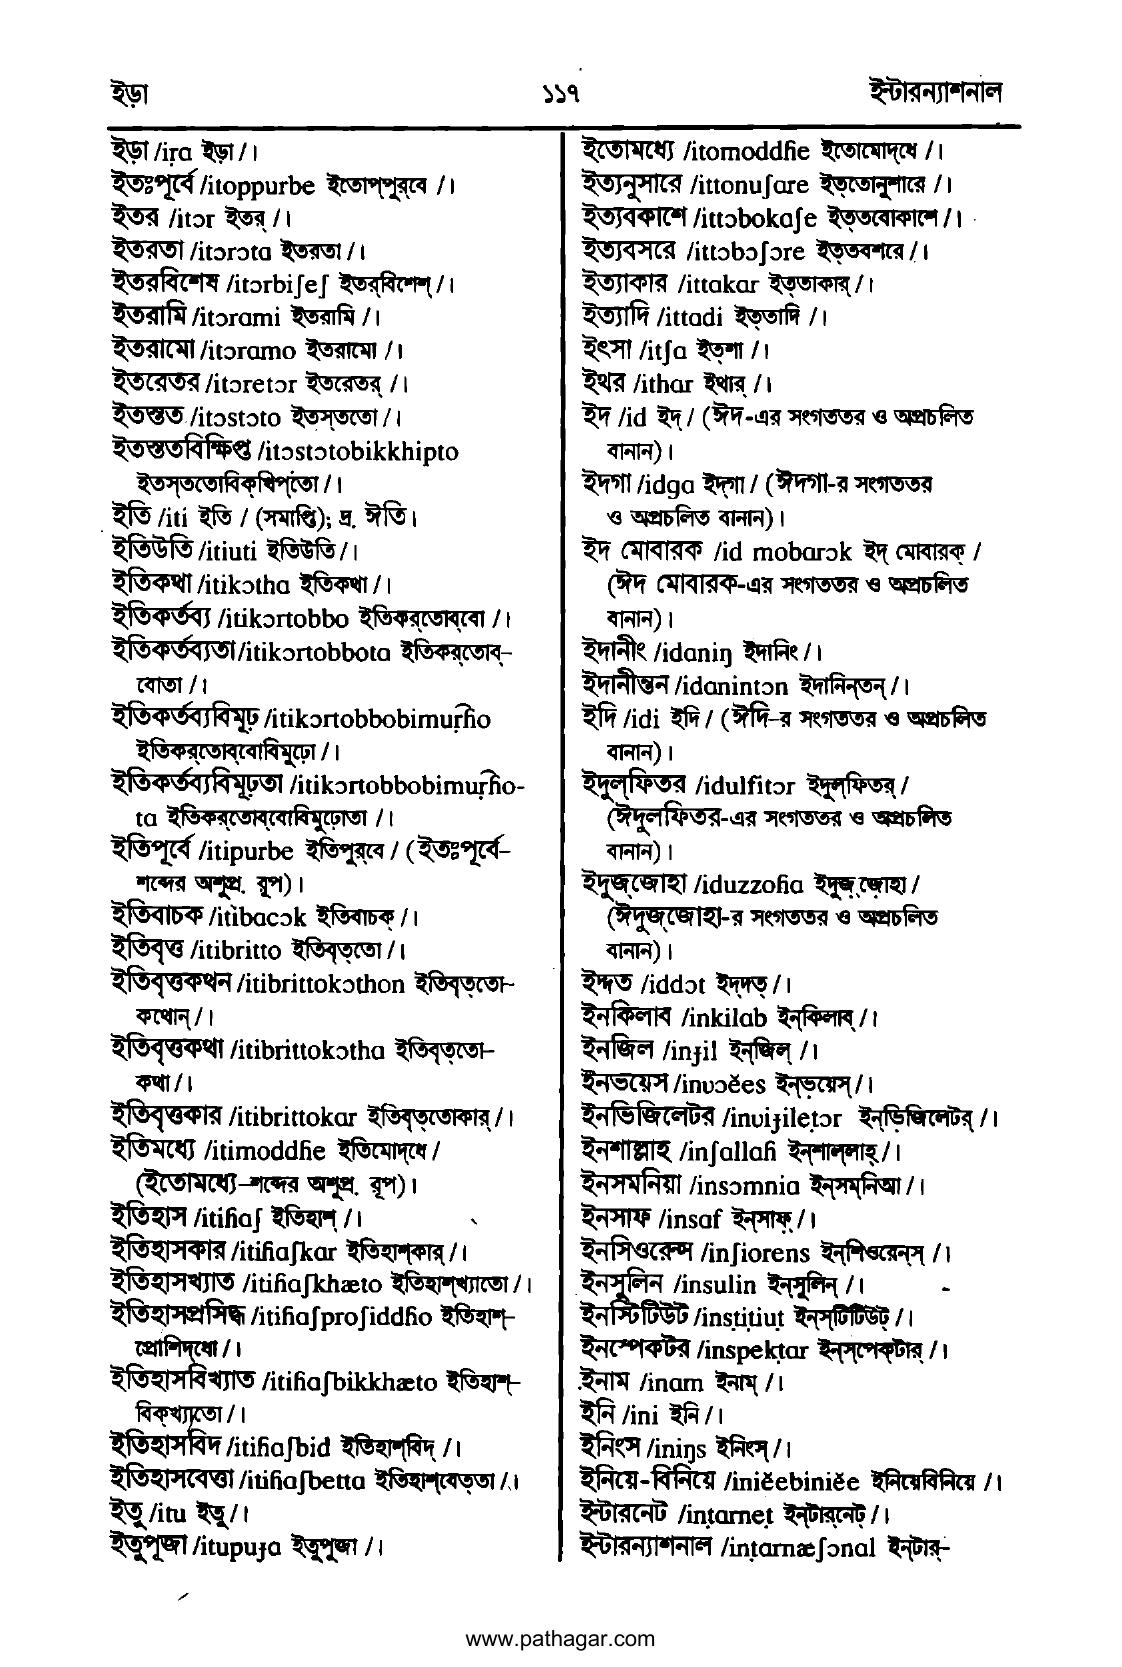 ইড়া ১১৭ ইন্টারন্যাশনাল
ইড়া /iṛa ইড়া /।
ইতঃপূর্বে /itoppurbe ইতোপ্‌পুর্‌বে /।
ইতর /itɔr ইতর্ /।
ইতরতা /itɔrɔta ইতরতা /।
ইতরবিশেষ /itɔrbiʃeʃ ইতর্‌বিশেশ্ /।
ইতরামি /itɔrami ইতরামি /।
ইতরামো /itɔramo ইতরামো /।
ইতরেতর /itɔretɔr ইতরেতর্ /।
ইতস্তত /itɔstɔto ইতস্‌ততো /।
ইতস্ততবিক্ষিপ্ত /itɔstɔtobikkhipto
ইতস্‌ততোবিক্‌খিপ্‌তো /।
ইতি /iti ইতি / (সমাপ্তি); দ্র. ঈতি।
ইতিউতি /itiuti ইতিউতি /।
ইতিকথা /itikɔtha ইতিকথা /।
ইতিকর্তব্য /itikɔrtobbo ইতিকর্‌তোব্‌বো /।
ইতিকর্তব্যতা /itikɔrtobbota ইতিকর্‌তোব্‌–
বোতা /।
ইতিকর্তব্যবিমূঢ় /itikɔrtobbobimuṛɦo
ইতিকর্‌তোব্‌বোবিমুঢ়ো /।
ইতিকর্তব্যবিমূঢ়তা /itikɔrtobbobimuṛɦo-
ta ইতিকর্‌তোব্‌বোবিমুঢ়োতা /।
ইতিপূর্বে /itipurbe ইতিপুর্‌বে / (ইতঃপূর্বে–
শব্দের অশুপ্র. রূপ)।
ইতিবাচক /itibacɔk ইতিবাচক্ /।
ইতিবৃত্ত /itibritto ইতিবৃত্‌তো /।
ইতিবৃত্তকথন /itibrittokɔthon ইতিবৃত্‌তো–
কথোন্ /।
ইতিবৃত্তকথা /itibrittokɔtha ইতিবৃত্‌তো–
কথা /।
ইতিবৃত্তকার /itibrittokar ইতিবৃত্‌তোকার্ /।
ইতিমধ্যে /itimoddɦie ইতিমোদ্‌ধে /
(ইতোমধ্যে–শব্দের অশুপ্র. রূপ)।
ইতিহাস /itiɦaʃ ইতিহাশ্ /।
ইতিহাসকার /itiɦaʃkar ইতিহাশ্‌কার্ /।
ইতিহাসখ্যাত /itiɦaʃkhæto ইতিহাশ্‌খ্যাতো /।
ইতিহাসপ্রসিদ্ধ /itiɦaʃproʃiddɦo ইতিহাশ্‌–
প্রোশিদ্‌ধো /।
ইতিহাসবিখ্যাত /itiɦaʃbikkhæto ইতিহাশ্‌–
বিক্‌খ্যাতো /।
ইতিহাসবিদ /itiɦaʃbid ইতিহাশ্‌বিদ্ /।
ইতিহাসবেত্তা /itiɦaʃbetta ইতিহাশ্‌বেত্‌তা /।
ইতু /itu ইতু /।
ইতুপূজা /itupuɟa ইতুপুজা /।
ইতোমধ্যে /itomoddɦie ইতোমোদ্‌ধে /।
ইত্যনুসারে /ittonuʃare ইত্‌তোনুশারে /।
ইত্যবকাশে /ittɔbokaʃe ইত্‌তবোকাশে /।
ইত্যবসরে /ittɔbɔʃɔre ইত্‌তবশরে /।
ইত্যাকার /ittakar ইত্‌তাকার্ /।
ইত্যাদি /ittadi ইত্‌তাদি /।
ইৎসা /itʃa ইত্‌শা /।
ইথর /ithar ইথার্ /।
ইদ /id ইদ্ / (ঈদ-এর সংগততর ও অপ্রচলিত
বানান)।
ইদগা /idga ইদ্‌গা / (ঈদগা-র সংগততর
ও অপ্রচলিত বানান)।
ইদ মোবারক /id mobarɔk ইদ্ মোবারক্ /
(ঈদ মোবারক-এর সংগততর ও অপ্রচলিত
বানান)।
ইদানীং /idaniŋ ইদানিং /।
ইদানীন্তন /idanintɔn ইদানিন্‌তন্ /।
ইদি /idi ইদি / (ঈদি–র সংগততর ও অপ্রচলিত
বানান)।
ইদুল্‌ফিতর /idulfitɔr ইদুল্‌ফিতর্ /
(ঈদুলফিতর-এর সংগততর ও অপ্রচলিত
বানান)।
ইদুজ্‌জোহা /iduzzoɦa ইদুজ্‌জোহা /
(ঈদুজ্‌জোহা-র সংগততর ও অপ্রচলিত
বানান)।
ইদ্দত /iddɔt ইদ্‌দত্ /।
ইনকিলাব /inkilab ইন্‌কিলাব্ /।
ইনজিল /inɟil ইন্‌জিল্ /।
ইনভয়েস /invɔĕes ইন্‌ভ়য়েস্ /।
ইনভিজিলেটর /inviɟileṭɔr ইন্‌ভ়িজিলেটর্ /।
ইনশাল্লাহ /inʃallaɦ ইন্‌শাল্‌লাহ্ /।
ইনসমনিয়া /insɔmnia ইন্‌সম্‌নিআ /।
ইনসাফ /insaf ইন্‌সাফ় /।
ইনসিওরেন্স /inʃiorens ইন্‌শিওরেন্‌স্ /।
ইনসুলিন /insulin ইন্‌সুলিন্ /।
ইনস্টিটিউট /insṭiṭiuṭ ইন্‌স্‌টিটিউট্ /।
ইনস্পেকটর /inspekṭar ইন্‌স্‌পেক্‌টার্ /।
ইনাম /inam ইনাম্ /।
ইনি /ini ইনি /।
ইনিংস /iniŋs ইনিংস্ /।
ইনিয়ে-বিনিয়ে /iniĕebiniĕe ইনিয়েবিনিয়ে /।
ইন্টারনেট /inṭarneṭ ইন্‌টার্‌নেট্ /।
ইন্টারন্যাশনাল /inṭarnæʃɔnal ইন্‌টার্‌–
www.pathagar.com